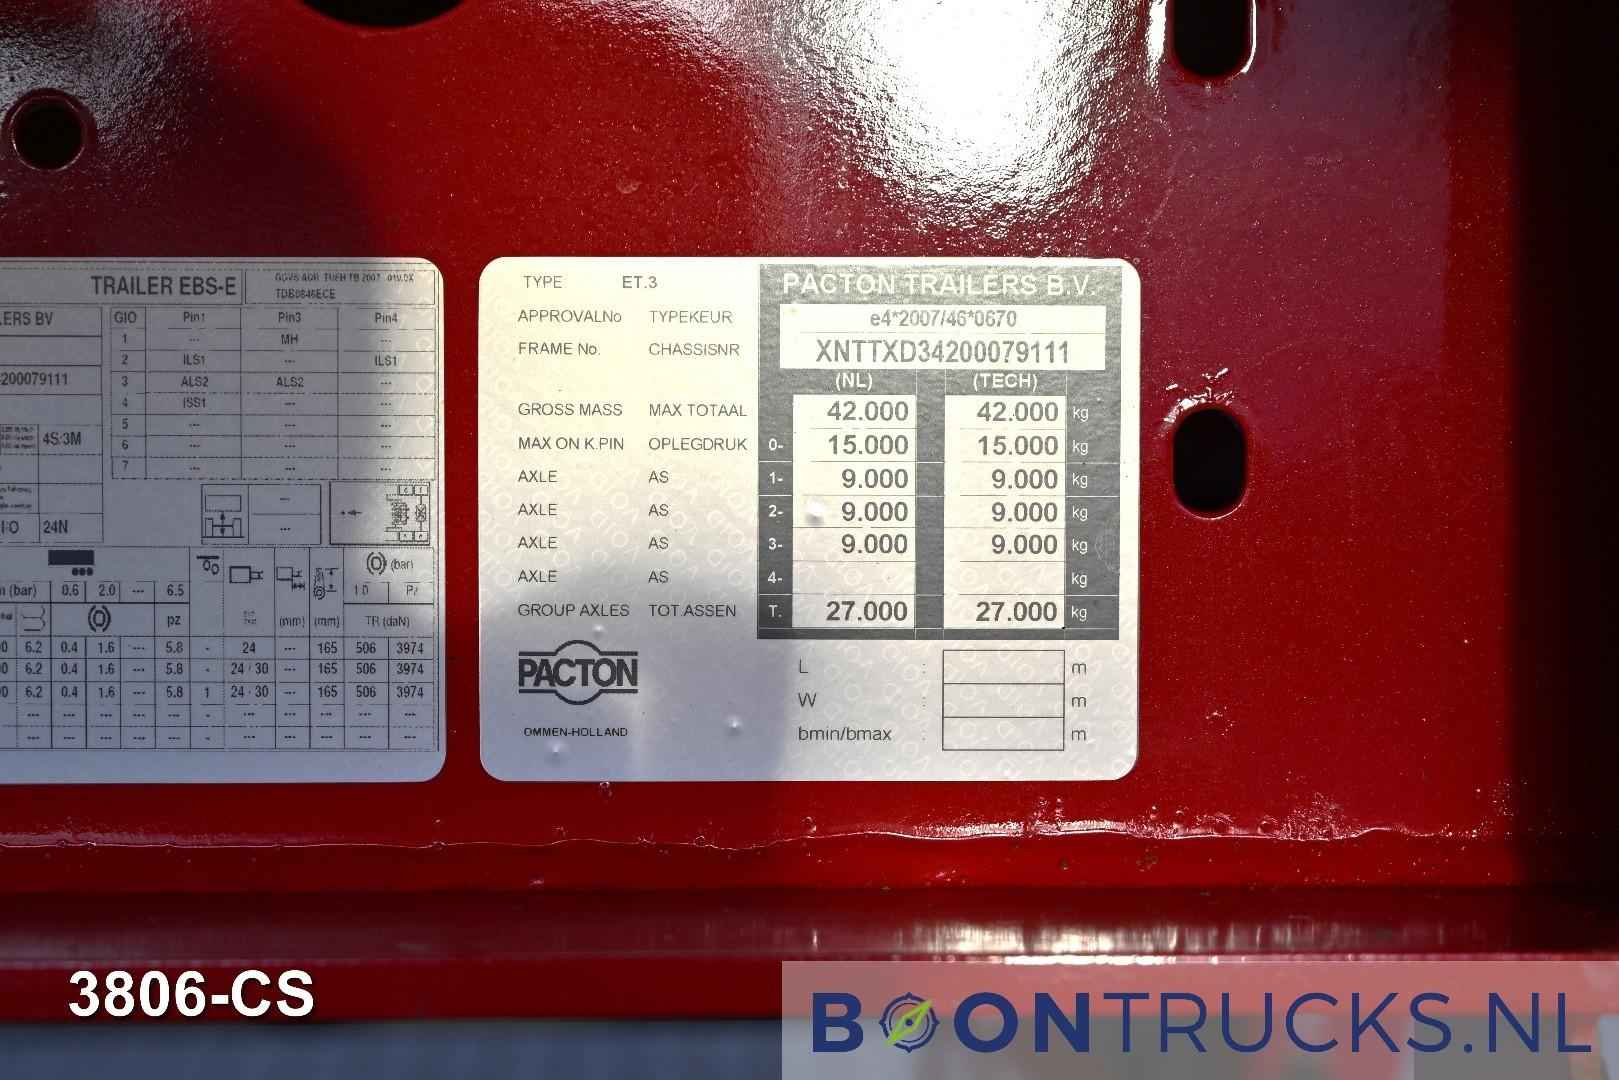 TRAILER EBS-E
TDB0846ECE
LERS BV
GIO Pin1 Pin3 Pin4
1 --- MH ---
2 ILS1 --- ILS1
200079111
3 ALS2 ALS2 ---
4 ISS1 --- ---
5 --- --- ---
4S/3M
6 --- --- ---
7 --- --- ---
I/O 24N
(bar)
(bar) 0.6 2.0 --- 6.5
pz
(mm) (mm) TR (daN)
0 6.2 0.4 1.6 --- 5.8 - 24 --- 165 506 3974
0 6.2 0.4 1.6 --- 5.8 - 24 - 30 --- 165 506 3974
0 6.2 0.4 1.6 --- 5.8 1 24 - 30 --- 165 506 3974
TYPE ET.3 PACTON TRAILERS B.V.
APPROVALNo TYPEKEUR e4*2007/46*0670
FRAME No. CHASSISNR XNTTXD34200079111
(NL) (TECH)
GROSS MASS MAX TOTAAL 42.000 42.000 kg
MAX ON K.PIN OPLEGDRUK 0- 15.000 15.000 kg
AXLE AS 1- 9.000 9.000 kg
AXLE AS 2- 9.000 9.000 kg
AXLE AS 3- 9.000 9.000 kg
AXLE AS 4- kg
GROUP AXLES TOT.ASSEN T. 27.000 27.000 kg
PACTON
OMMEN-HOLLAND
L : m
W : m
bmin/bmax : m
3806-CS
BOONTRUCKS.NL